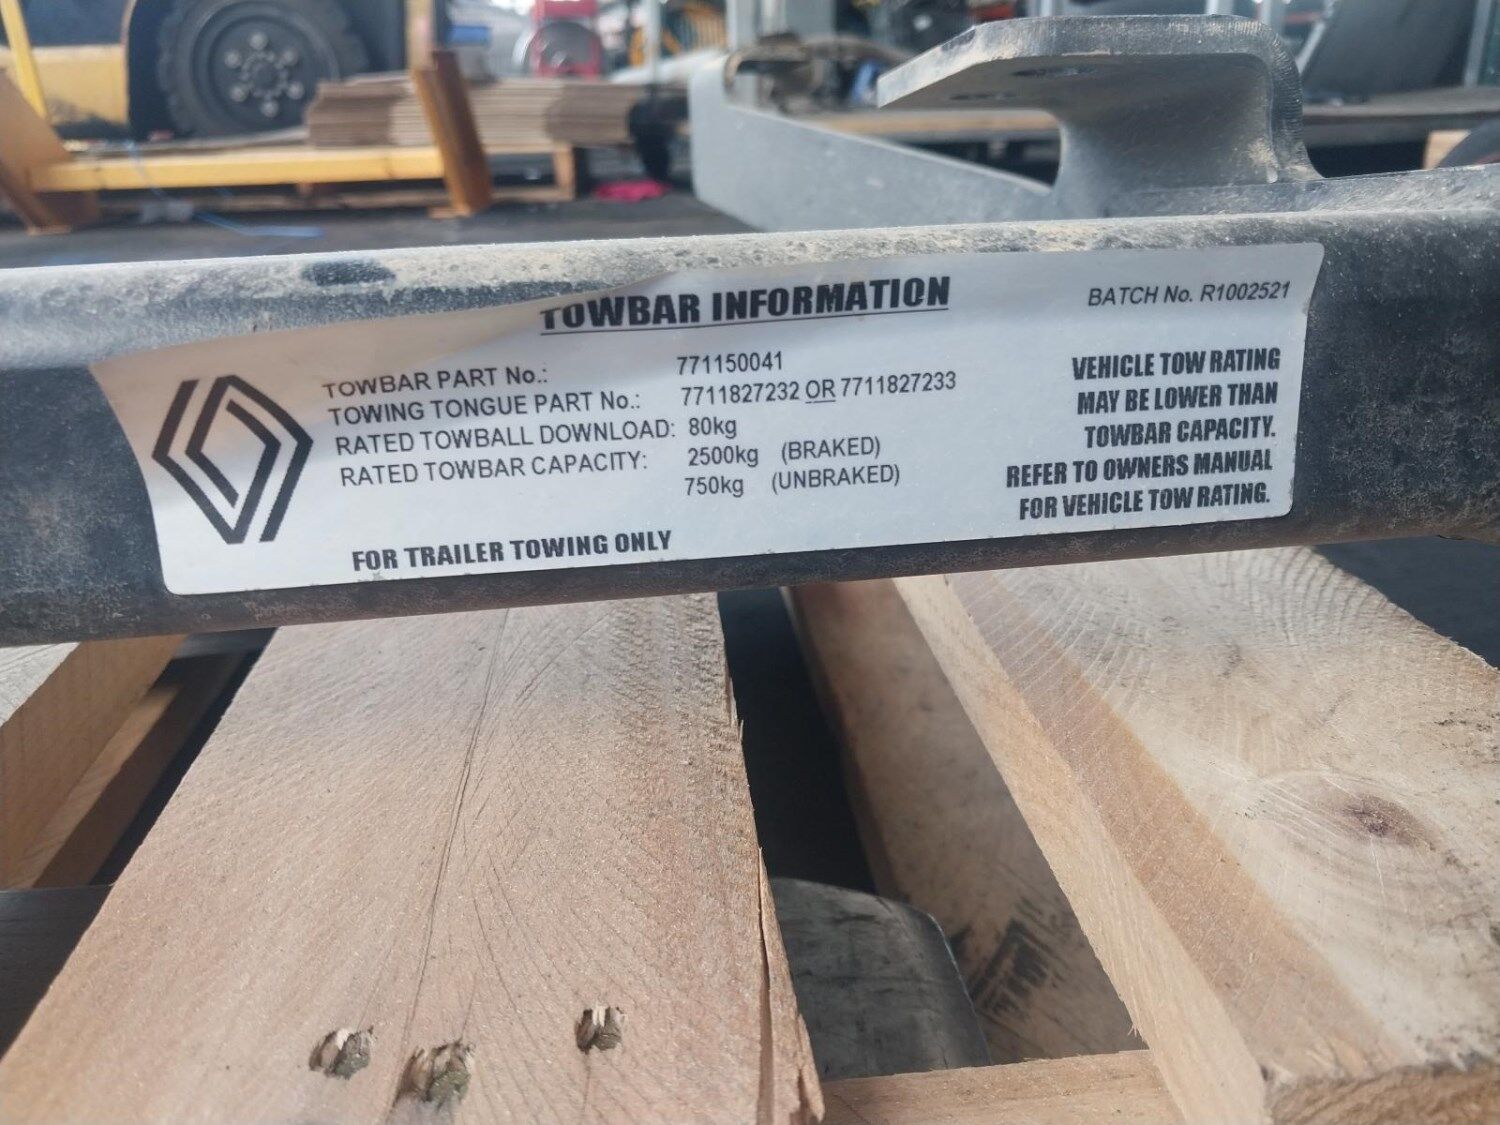 TOWBAR INFORMATION
BATCH No. R1002521
TOWBAR PART No.: 771150041
TOWING TONGUE PART No.: 7711827232 OR 7711827233
RATED TOWBALL DOWNLOAD: 80kg
RATED TOWBAR CAPACITY: 2500kg (BRAKED)
750kg (UNBRAKED)
FOR TRAILER TOWING ONLY
VEHICLE TOW RATING
MAY BE LOWER THAN
TOWBAR CAPACITY.
REFER TO OWNERS MANUAL
FOR VEHICLE TOW RATING.